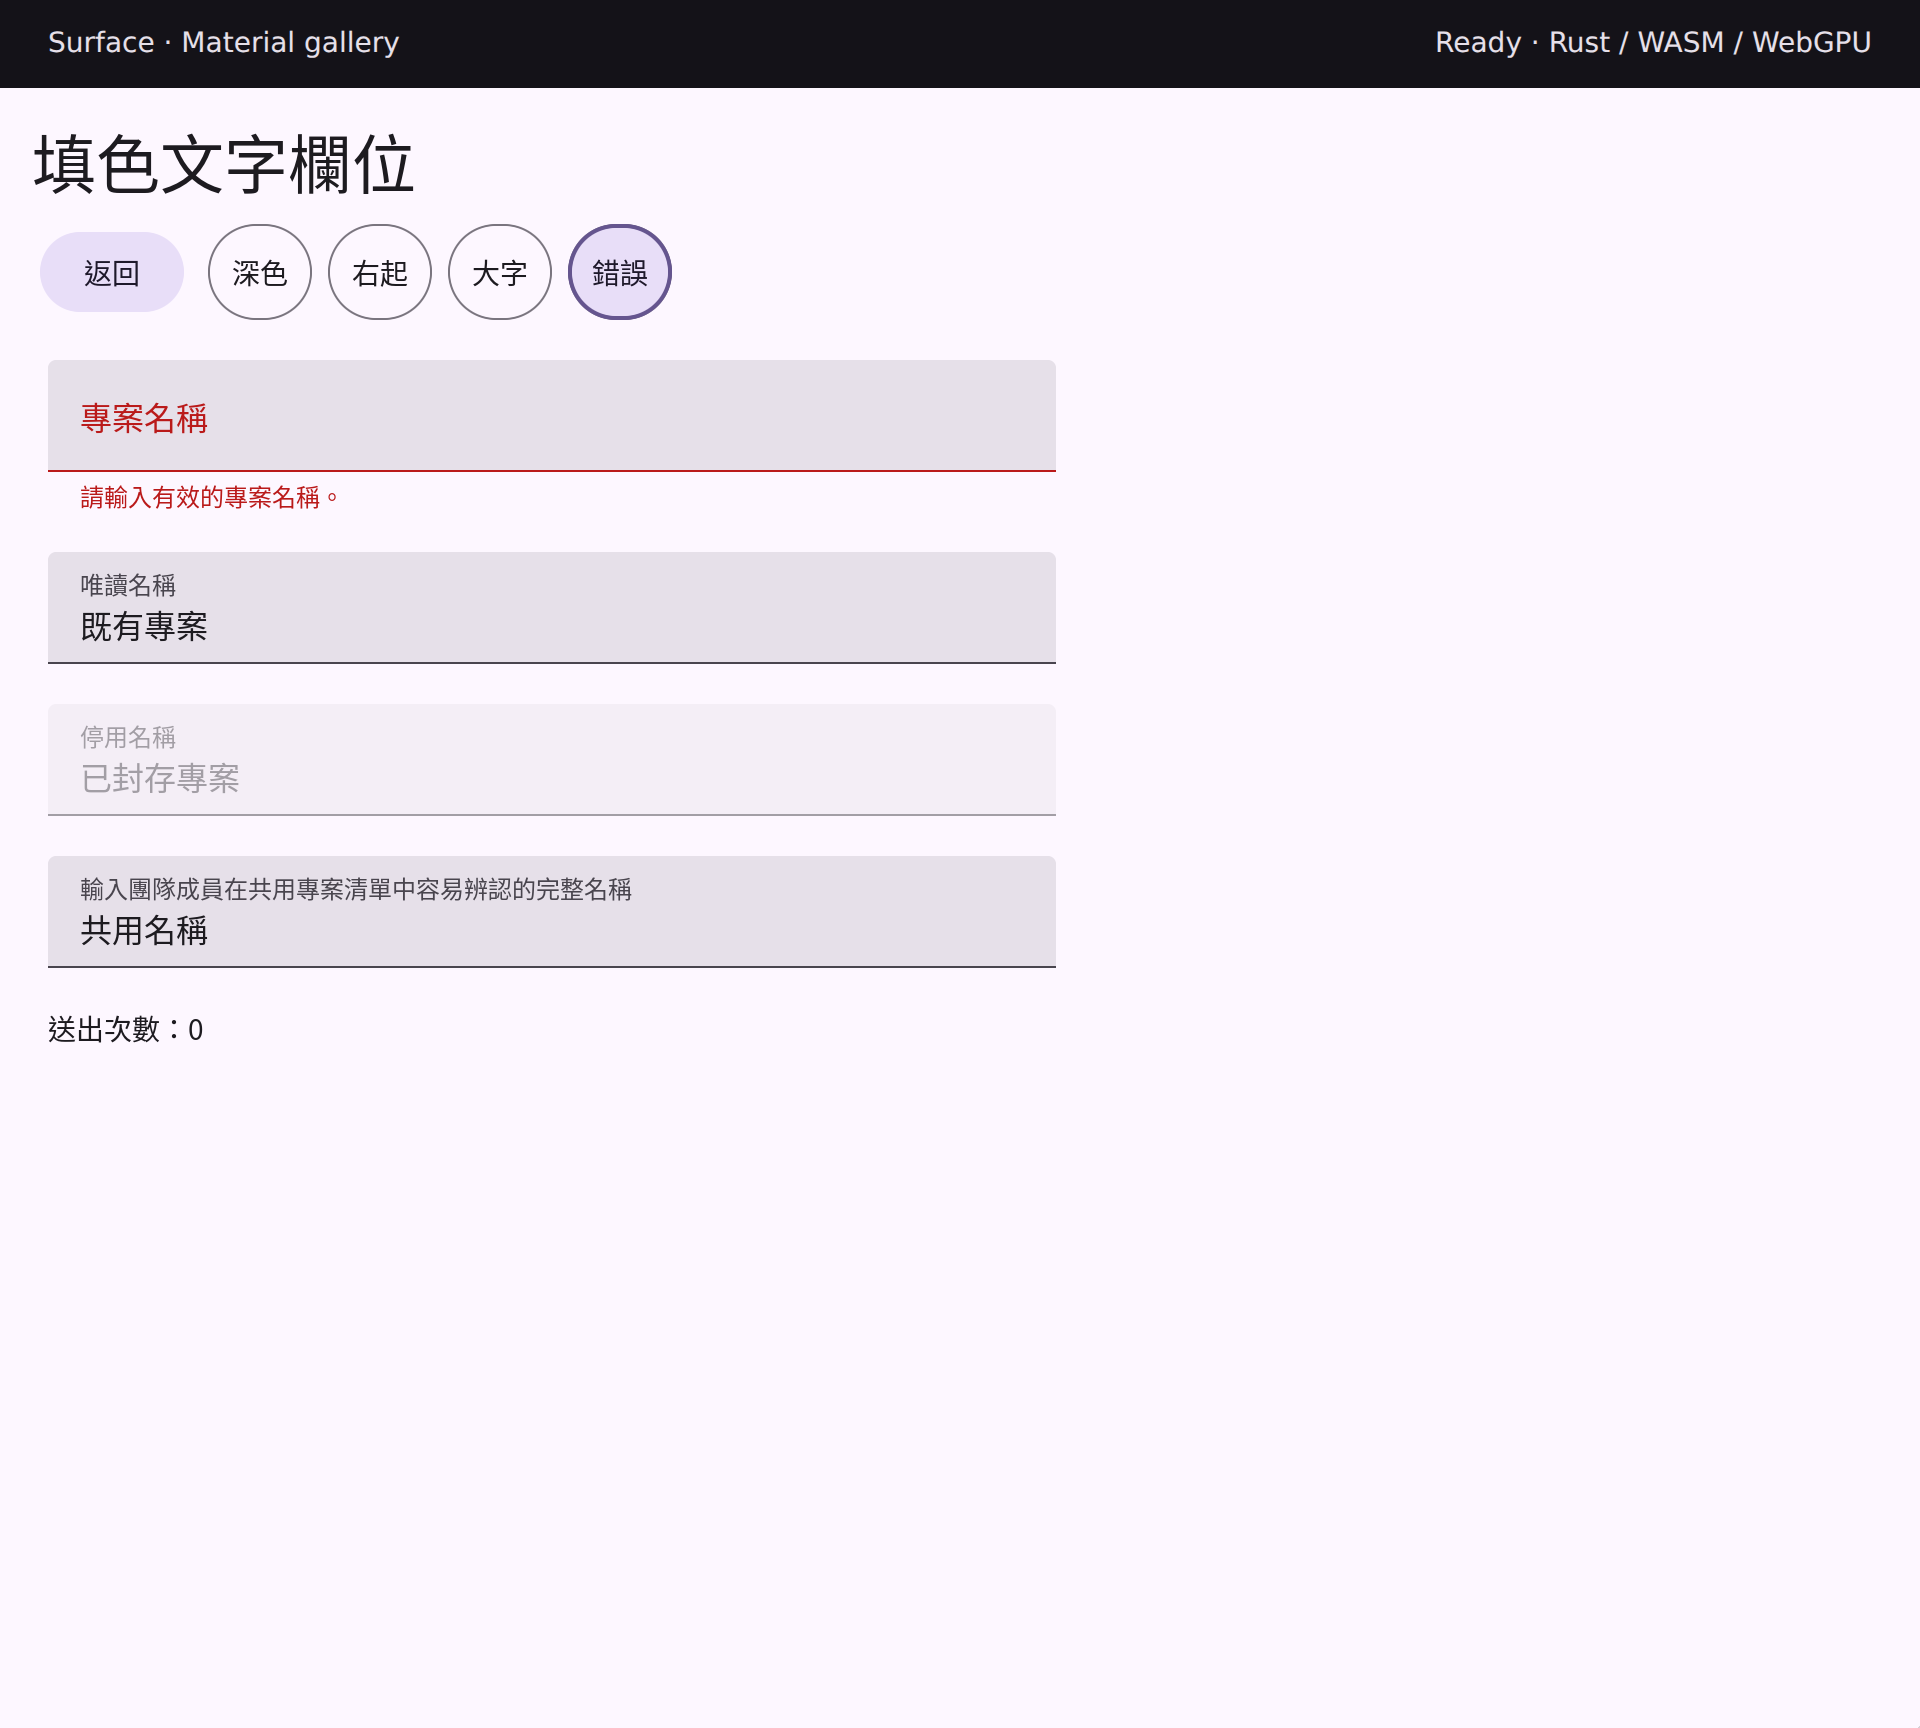 Surface · Material gallery
Ready · Rust / WASM / WebGPU
填色文字欄位
返回 深色 右起 大字 錯誤
專案名稱
請輸入有效的專案名稱。
唯讀名稱
既有專案
停用名稱
已封存專案
輸入團隊成員在共用專案清單中容易辨認的完整名稱
共用名稱
送出次數：0